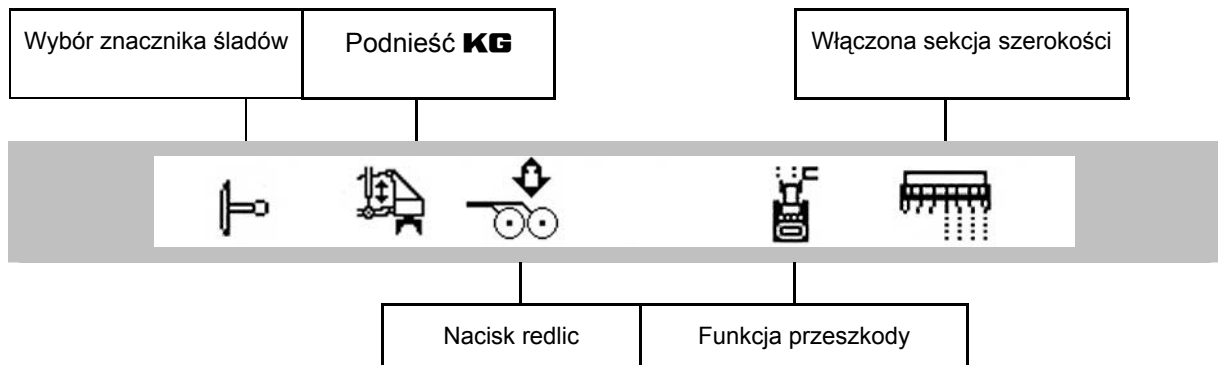 Wybór znacznika śladów
Podnieść KG
Włączona sekcja szerokości
Nacisk redlic
Funkcja przeszkody